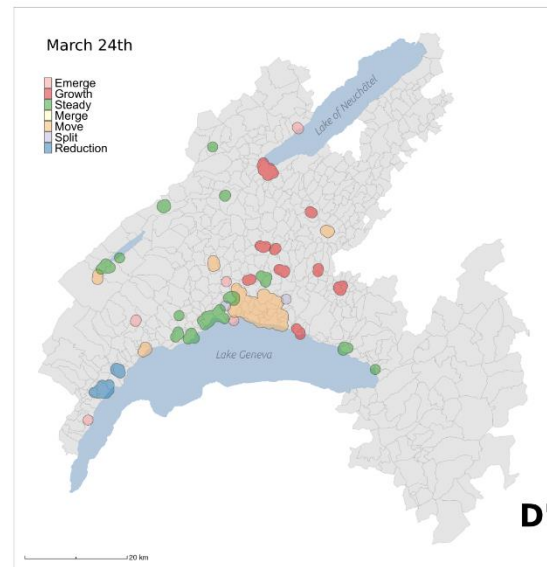 March 24th
Emerge
Growth
Steady
Merge
Move
Split
Reduction
Lake of Neuchâtel
Lake Geneva
D'
20 km